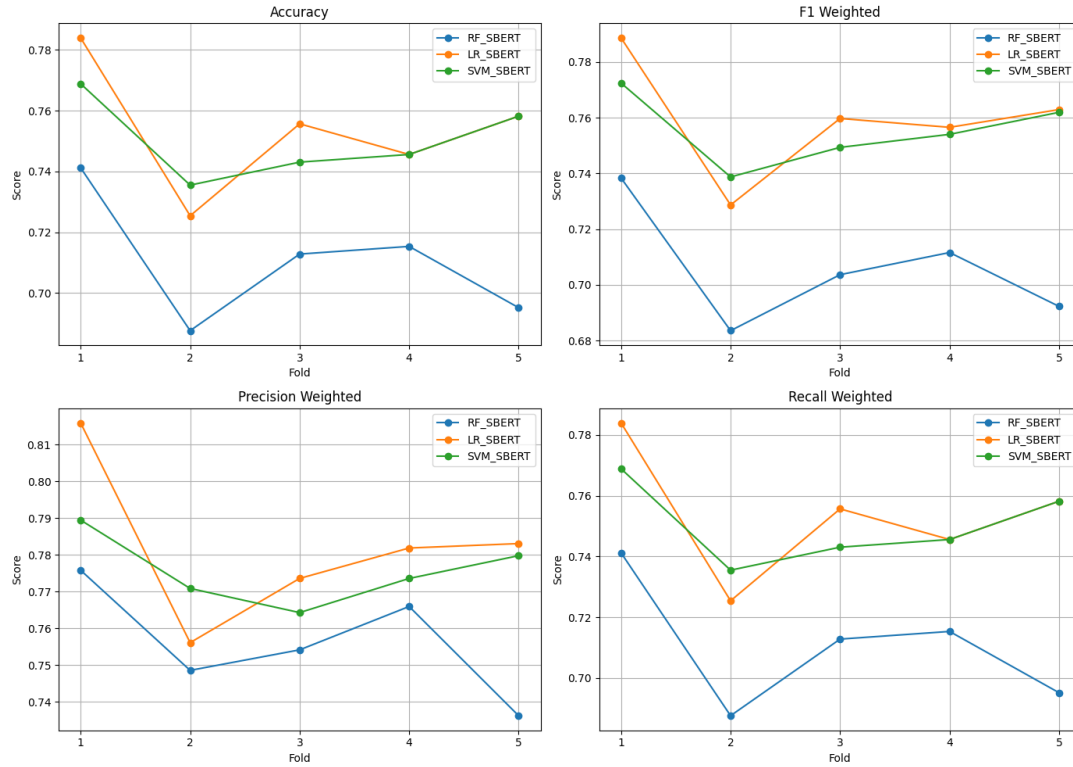 Accuracy
Score
0.78
0.76
0.74
0.72
0.70
RF_SBERT
LR_SBERT
SVM_SBERT
1 2 3 4 5
Fold
F1 Weighted
Score
0.78
0.76
0.74
0.72
0.70
0.68
RF_SBERT
LR_SBERT
SVM_SBERT
1 2 3 4 5
Fold
Precision Weighted
Score
0.81
0.80
0.79
0.78
0.77
0.76
0.75
0.74
RF_SBERT
LR_SBERT
SVM_SBERT
1 2 3 4 5
Fold
Recall Weighted
Score
0.78
0.76
0.74
0.72
0.70
RF_SBERT
LR_SBERT
SVM_SBERT
1 2 3 4 5
Fold